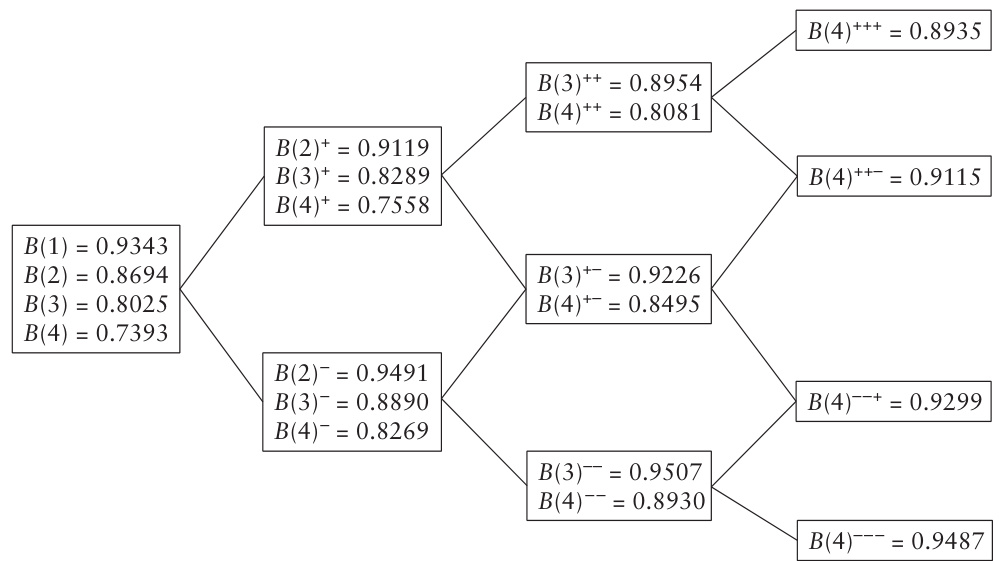 B(1) = 0.9343
B(2) = 0.8694
B(3) = 0.8025
B(4) = 0.7393
B(2)⁺ = 0.9119
B(3)⁺ = 0.8289
B(4)⁺ = 0.7558
B(2)⁻ = 0.9491
B(3)⁻ = 0.8890
B(4)⁻ = 0.8269
B(3)⁺⁺ = 0.8954
B(4)⁺⁺ = 0.8081
B(3)⁺⁻ = 0.9226
B(4)⁺⁻ = 0.8495
B(3)⁻⁻ = 0.9507
B(4)⁻⁻ = 0.8930
B(4)⁺⁺⁺ = 0.8935
B(4)⁺⁺⁻ = 0.9115
B(4)⁻⁻⁺ = 0.9299
B(4)⁻⁻⁻ = 0.9487